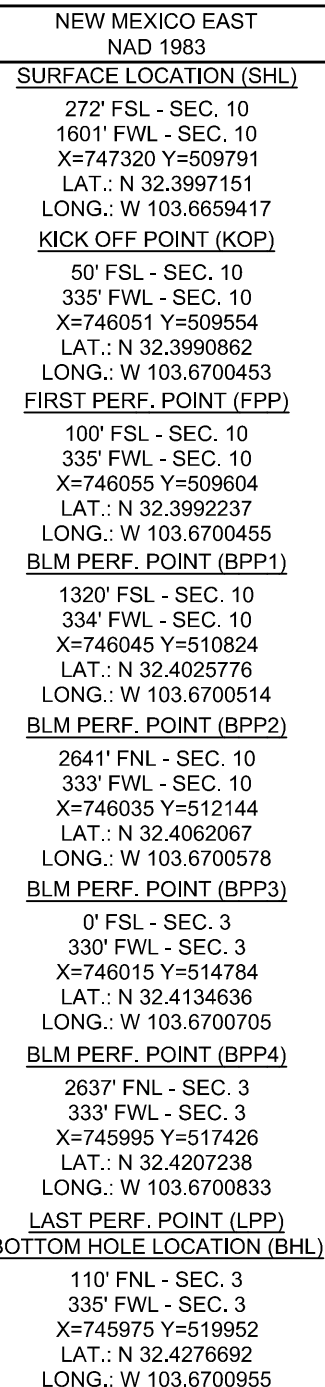 NEW MEXICO EAST
NAD 1983
SURFACE LOCATION (SHL)
272' FSL - SEC. 10
1601' FWL - SEC. 10
X=747320 Y=509791
LAT.: N 32.3997151
LONG.: W 103.6659417
KICK OFF POINT (KOP)
50' FSL - SEC. 10
335' FWL - SEC. 10
X=746051 Y=509554
LAT.: N 32.3990862
LONG.: W 103.6700453
FIRST PERF. POINT (FPP)
100' FSL - SEC. 10
335' FWL - SEC. 10
X=746055 Y=509604
LAT.: N 32.3992237
LONG.: W 103.6700455
BLM PERF. POINT (BPP1)
1320' FSL - SEC. 10
334' FWL - SEC. 10
X=746045 Y=510824
LAT.: N 32.4025776
LONG.: W 103.6700514
BLM PERF. POINT (BPP2)
2641' FNL - SEC. 10
333' FWL - SEC. 10
X=746035 Y=512144
LAT.: N 32.4062067
LONG.: W 103.6700578
BLM PERF. POINT (BPP3)
0' FSL - SEC. 3
330' FWL - SEC. 3
X=746015 Y=514784
LAT.: N 32.4134636
LONG.: W 103.6700705
BLM PERF. POINT (BPP4)
2637' FNL - SEC. 3
333' FWL - SEC. 3
X=745995 Y=517426
LAT.: N 32.4207238
LONG.: W 103.6700833
LAST PERF. POINT (LPP)
BOTTOM HOLE LOCATION (BHL)
110' FNL - SEC. 3
335' FWL - SEC. 3
X=745975 Y=519952
LAT.: N 32.4276692
LONG.: W 103.6700955